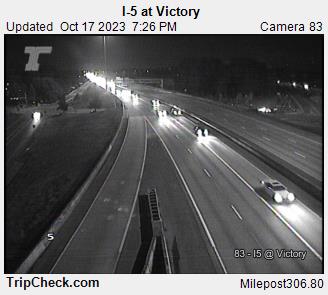 I-5 at Victory
Updated Oct 17 2023 7:26 PM
Camera 83
T
5
83 - I5 @ Victory
TripCheck.com
Milepost306.80